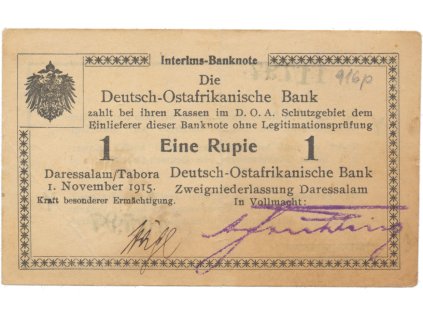 Interims-Banknote
916p
Die
Deutsch-Ostafrikanische Bank
zahlt bei ihren Kassen im D. O. A. Schutzgebiet dem
Einlieferer dieser Banknote ohne Legitimationsprüfung
1 Eine Rupie 1
Daressalam/Tabora Deutsch-Ostafrikanische Bank
1. November 1915. Zweigniederlassung Daressalam
Kraft besonderer Ermächtigung. In Vollmacht: